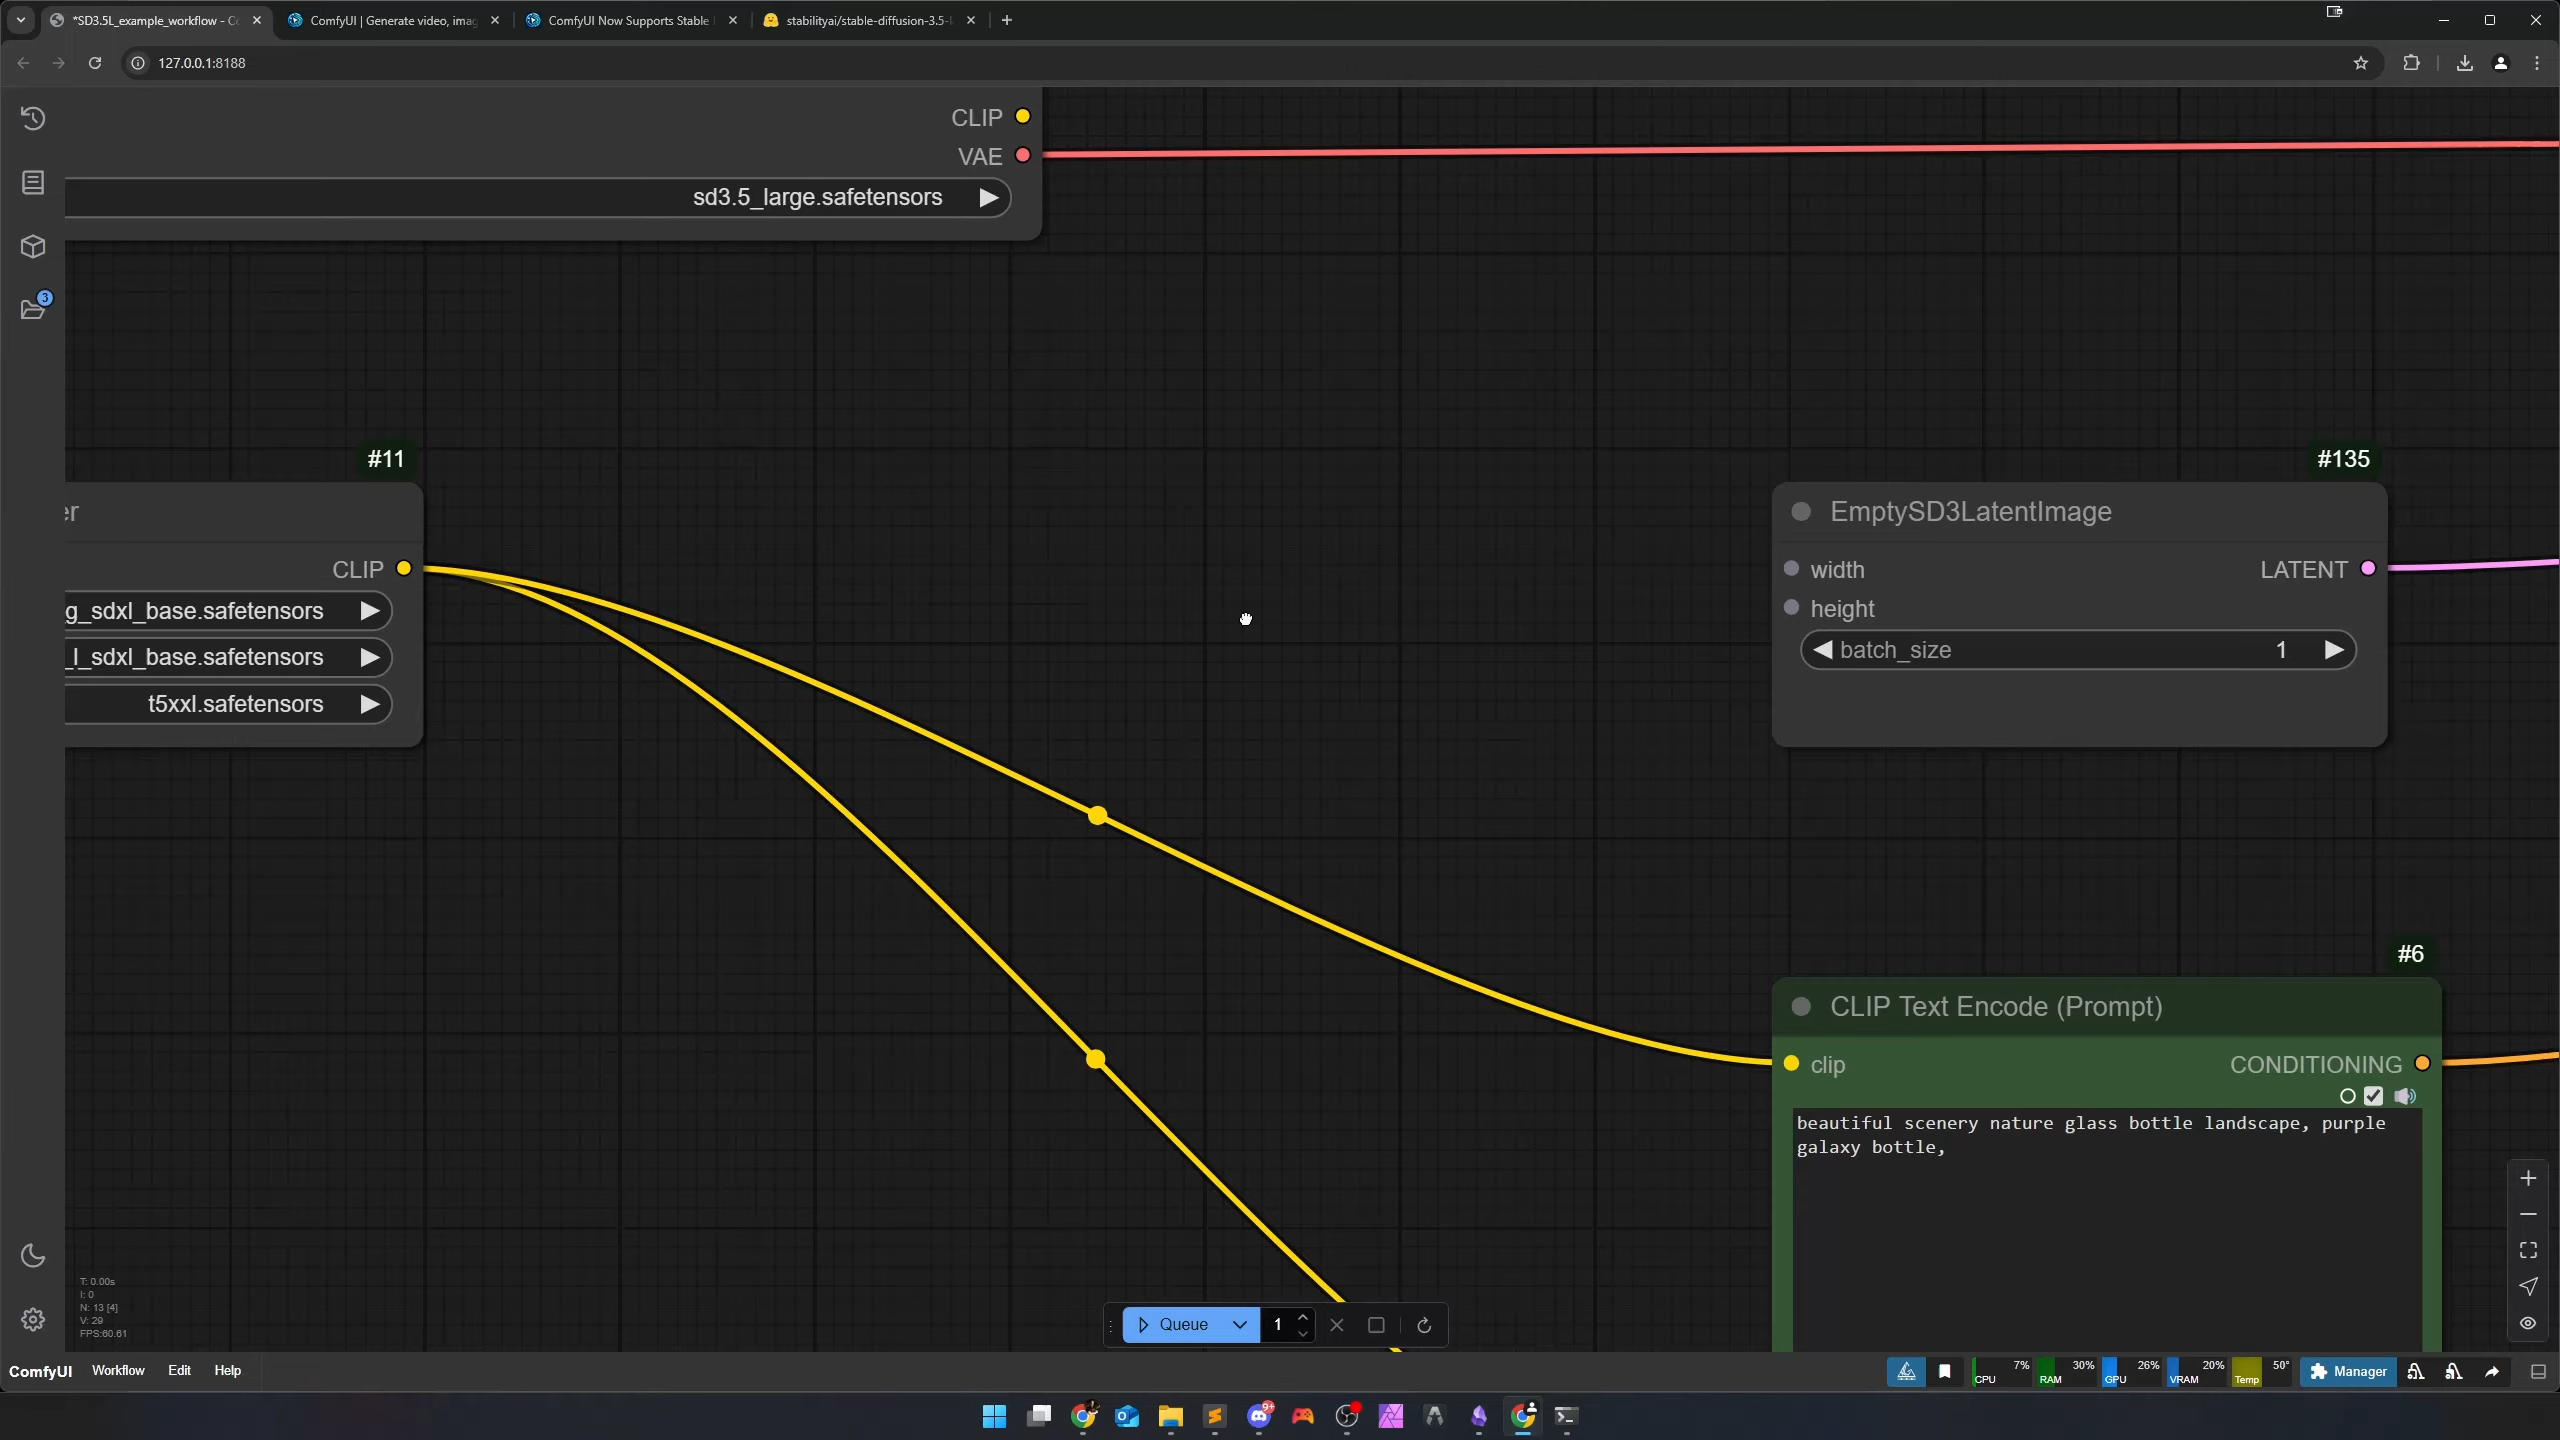 *SD3.5L_example_workflow - C
ComfyUI | Generate video, imag
ComfyUI Now Supports Stable
stabilityai/stable-diffusion-3.5-l
127.0.0.1:8188
CLIP
VAE
sd3.5_large.safetensors
3
#11
er
CLIP
g_sdxl_base.safetensors
_l_sdxl_base.safetensors
t5xxl.safetensors
#135
EmptySD3LatentImage
width
LATENT
height
batch_size 1
#6
CLIP Text Encode (Prompt)
clip
CONDITIONING
beautiful scenery nature glass bottle landscape, purple
galaxy bottle,
T: 0.00s
I: 0
N: 13 [4]
V: 29
FPS:60.61
Queue 1
ComfyUI Workflow Edit Help
CPU 7% RAM 30% GPU 26% VRAM 20% Temp 50° Manager
9+